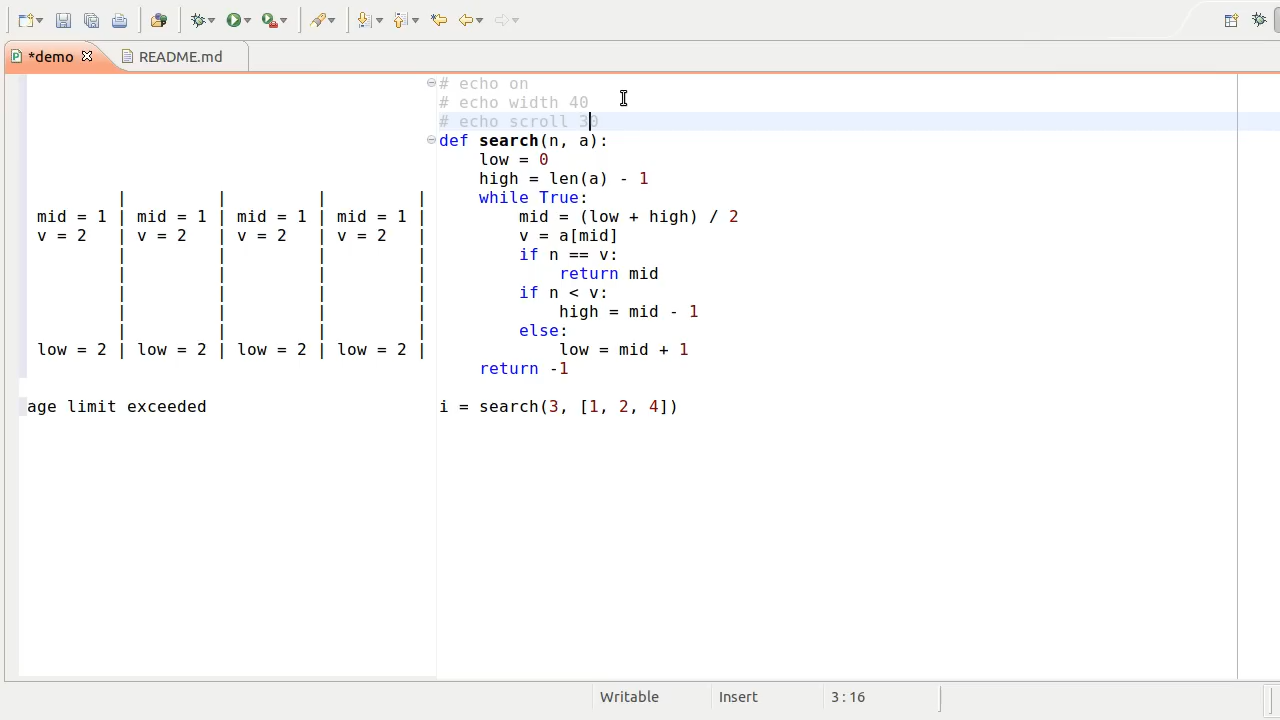 *demo README.md
# echo on
# echo width 40
# echo scroll 30
def search(n, a):
low = 0
high = len(a) - 1
| | | | while True:
mid = 1 | mid = 1 | mid = 1 | mid = 1 | mid = (low + high) / 2
v = 2 | v = 2 | v = 2 | v = 2 | v = a[mid]
| | | | if n == v:
| | | | return mid
| | | | if n < v:
| | | | high = mid - 1
| | | | else:
low = 2 | low = 2 | low = 2 | low = 2 | low = mid + 1
return -1
age limit exceeded i = search(3, [1, 2, 4])
Writable Insert 3 : 16